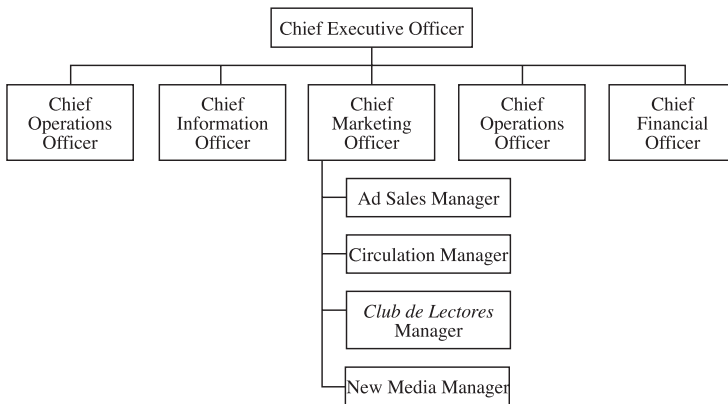 Chief Executive Officer
Chief
Operations
Officer
Chief
Information
Officer
Chief
Marketing
Officer
Chief
Operations
Officer
Chief
Financial
Officer
Ad Sales Manager
Circulation Manager
Club de Lectores
Manager
New Media Manager